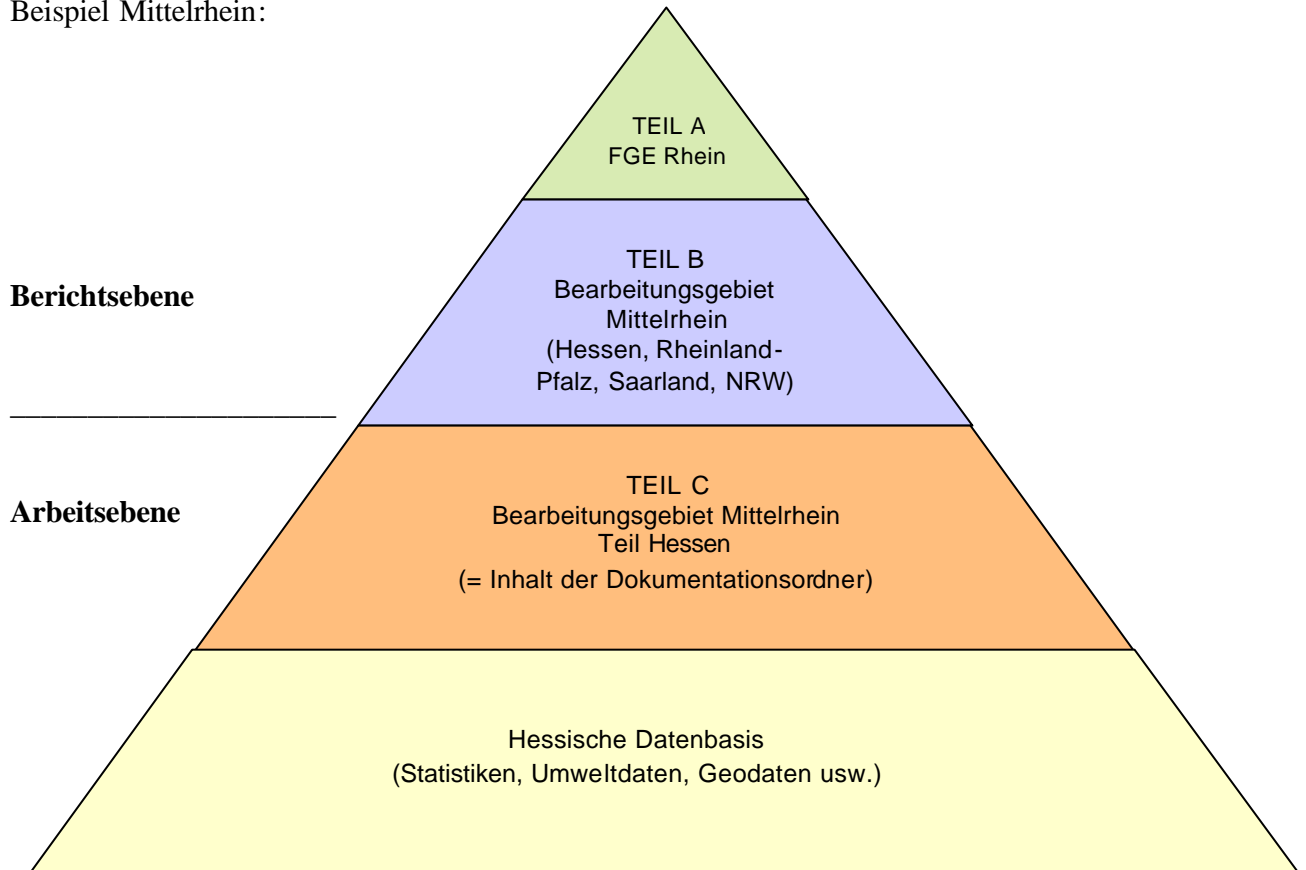 Beispiel Mittelrhein:
TEIL A
FGE Rhein
TEIL B
Bearbeitungsgebiet
Mittelrhein
(Hessen, Rheinland-
Pfalz, Saarland, NRW)
Berichtsebene
Arbeitsebene
TEIL C
Bearbeitungsgebiet Mittelrhein
Teil Hessen
(= Inhalt der Dokumentationsordner)
Hessische Datenbasis
(Statistiken, Umweltdaten, Geodaten usw.)